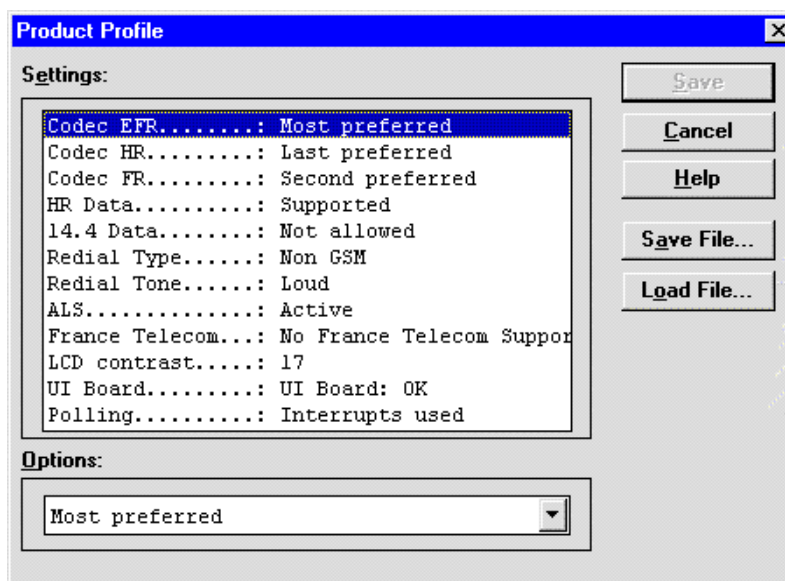 Product Profile
Settings:
Codec EFR........: Most preferred
Codec HR.........: Last preferred
Codec FR.........: Second preferred
HR Data..........: Supported
14.4 Data........: Not allowed
Redial Type......: Non GSM
Redial Tone......: Loud
ALS..............: Active
France Telecom...: No France Telecom Suppor
LCD contrast.....: 17
UI Board.........: UI Board: OK
Polling..........: Interrupts used
Options:
Most preferred
Save
Cancel
Help
Save File...
Load File...